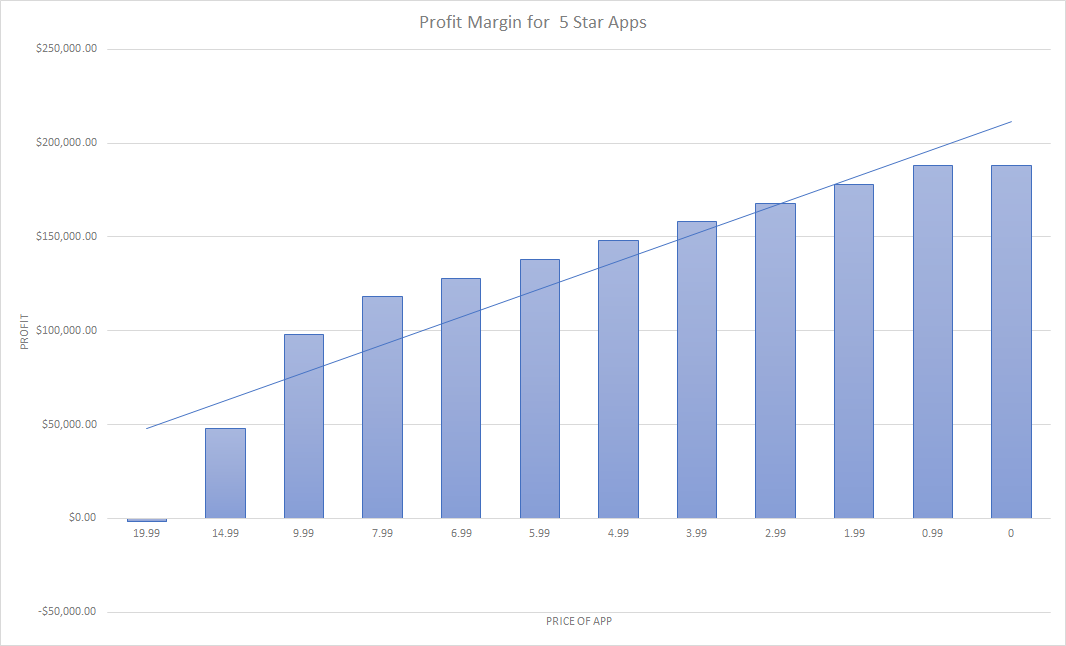 Profit Margin for  5 Star Apps
$250,000.00
$200,000.00
$150,000.00
$100,000.00
$50,000.00
$0.00
-$50,000.00
PROFIT
19.99 14.99 9.99 7.99 6.99 5.99 4.99 3.99 2.99 1.99 0.99 0
PRICE OF APP